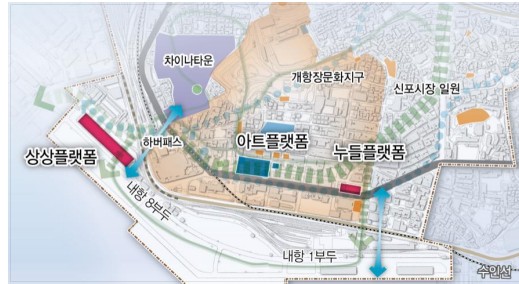 차이나타운
개항장문화지구
신포시장 일원
하버패스
아트플랫폼
누들플랫폼
상상플랫폼
내항 8부두
내항 1부두
수인선